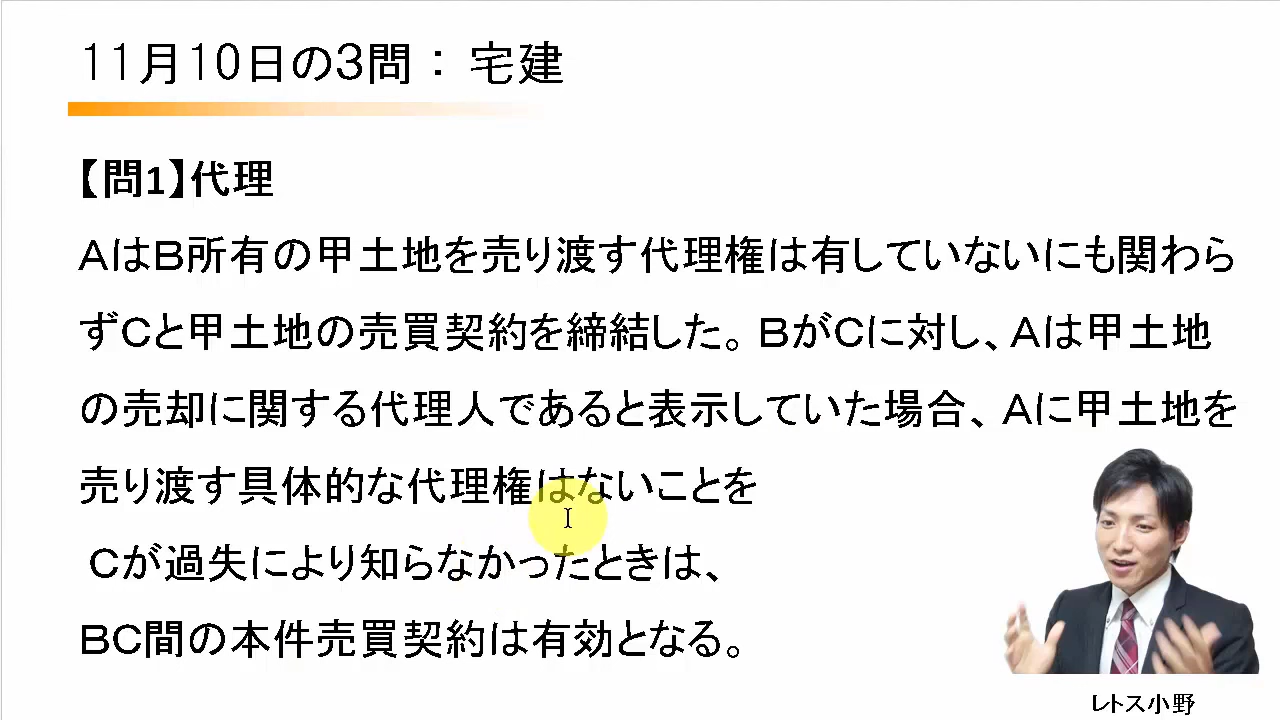 11月10日の3問： 宅建
【問1】代理
ＡはＢ所有の甲土地を売り渡す代理権は有していないにも関わら
ずＣと甲土地の売買契約を締結した。ＢがＣに対し、Ａは甲土地
の売却に関する代理人であると表示していた場合、Ａに甲土地を
売り渡す具体的な代理権はないことを
Ｃが過失により知らなかったときは、
ＢＣ間の本件売買契約は有効となる。
レトス小野